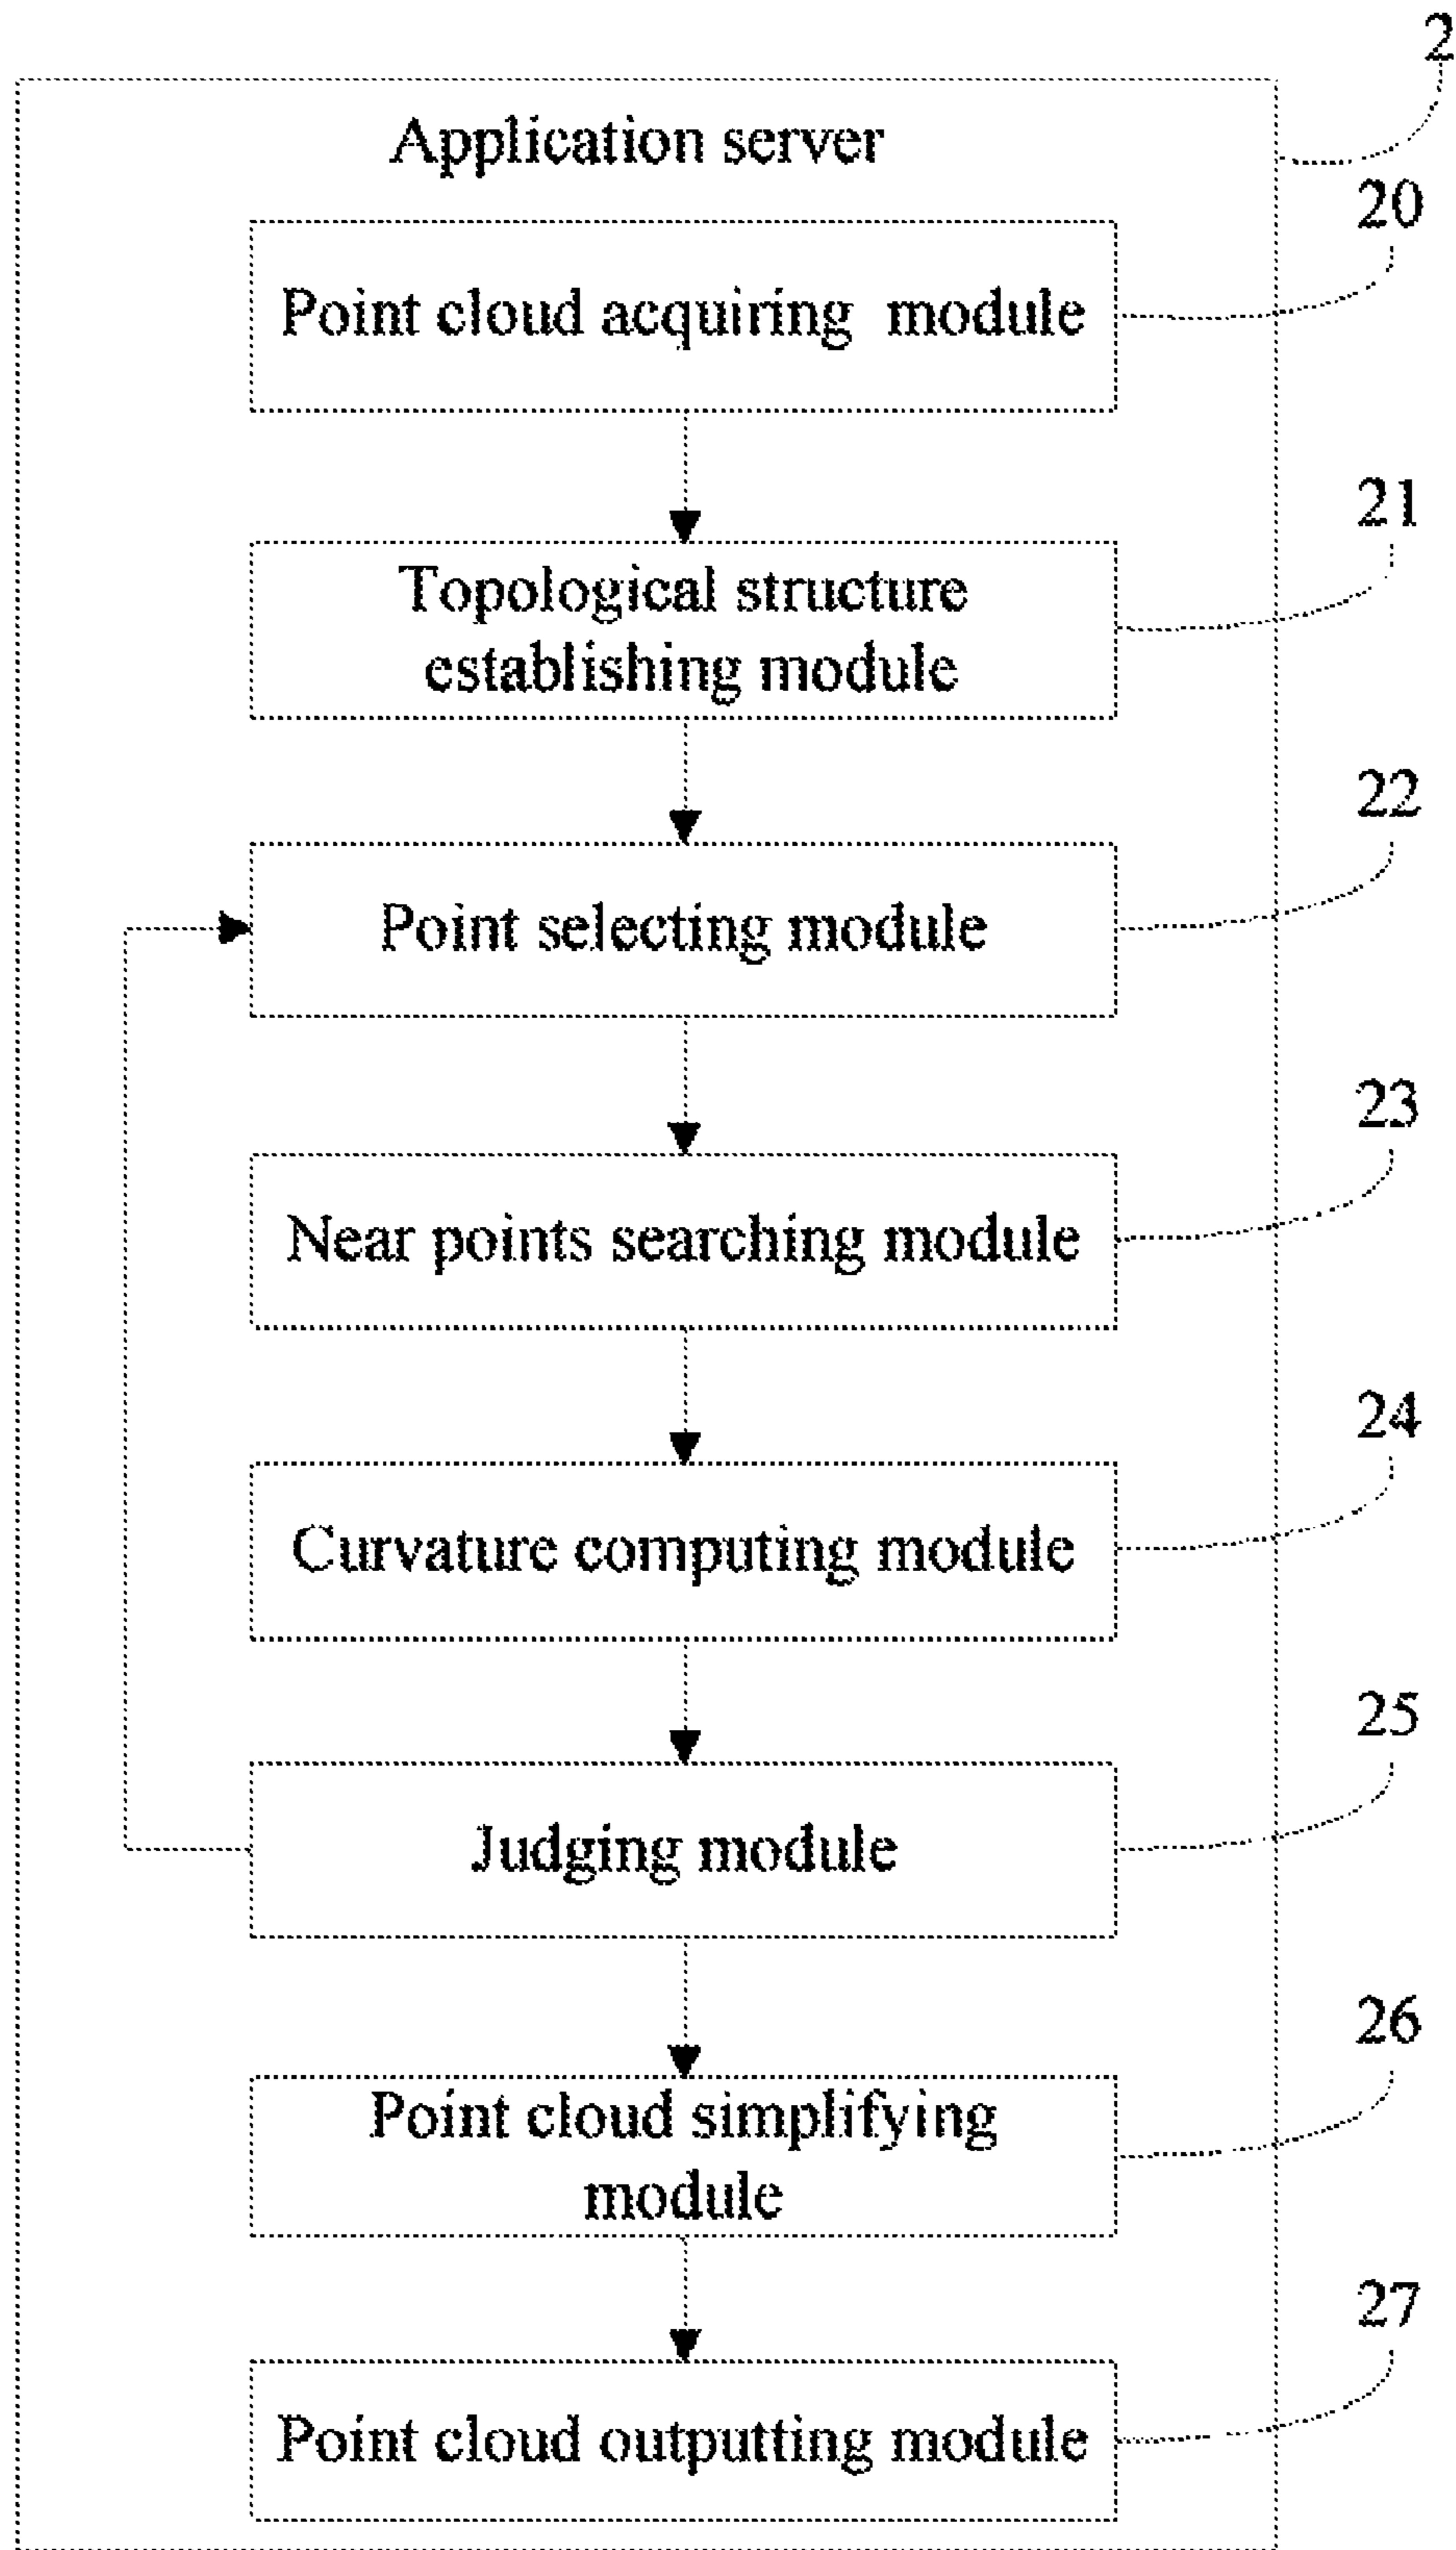 2
Application server
20
Point cloud acquiring module
21
Topological structure
establishing module
22
Point selecting module
23
Near points searching module
24
Curvature computing module
25
Judging module
26
Point cloud simplifying
module
27
Point cloud outputting module